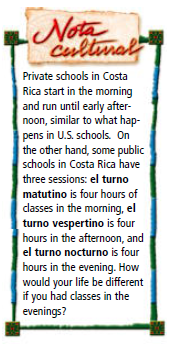 Nota
cultural
Private schools in Costa
Rica start in the morning
and run until early after-
noon, similar to what hap-
pens in U.S. schools. On
the other hand, some public
schools in Costa Rica have
three sessions: el turno
matutino is four hours of
classes in the morning, el
turno vespertino is four
hours in the afternoon, and
el turno nocturno is four
hours in the evening. How
would your life be different
if you had classes in the
evenings?